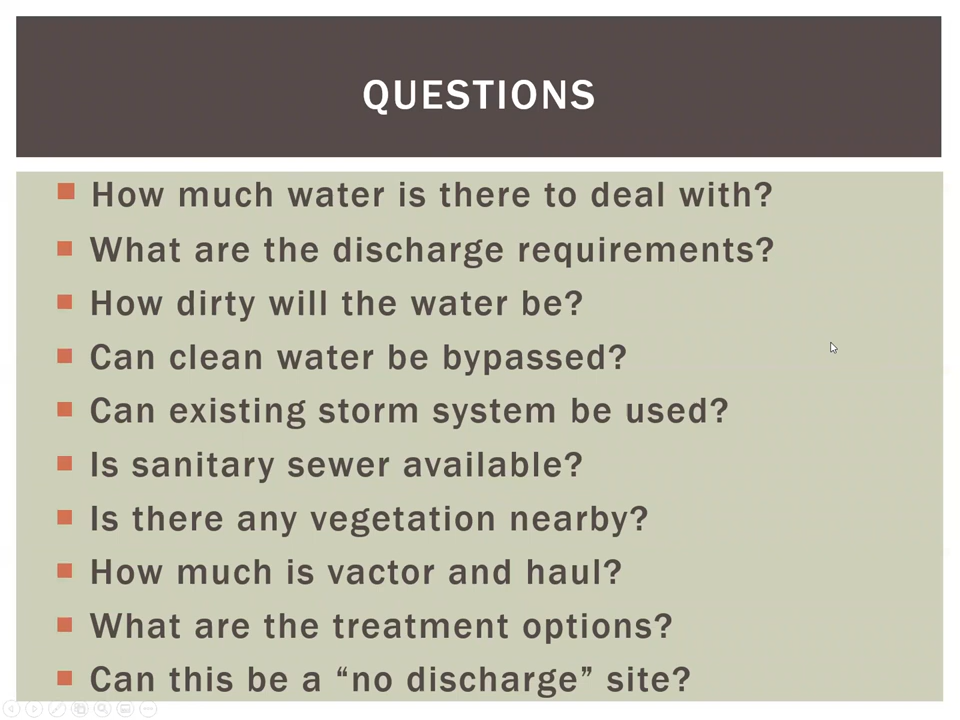 QUESTIONS
How much water is there to deal with?
What are the discharge requirements?
How dirty will the water be?
Can clean water be bypassed?
Can existing storm system be used?
Is sanitary sewer available?
Is there any vegetation nearby?
How much is vactor and haul?
What are the treatment options?
Can this be a “no discharge” site?